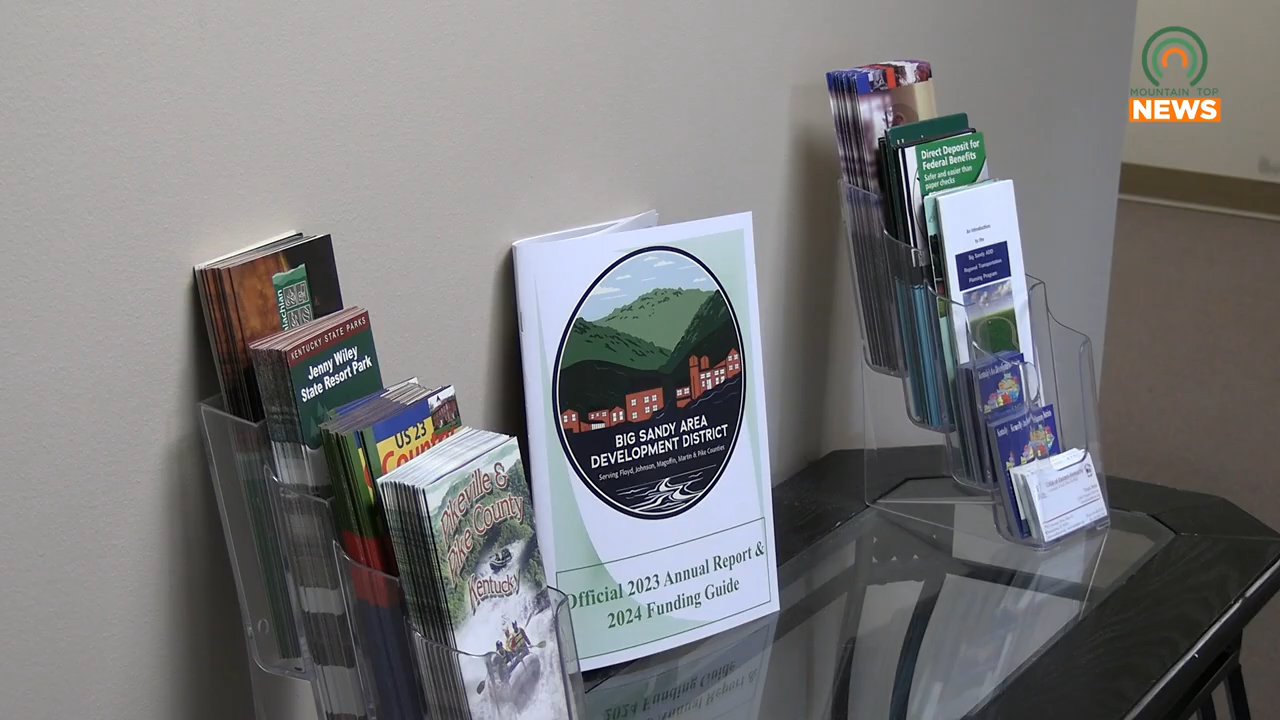 MOUNTAIN TOP
NEWS
lachian
KENTUCKY STATE PARKS
Jenny Wiley
State Resort Park
US 23
Country
Pikeville &
Pike County
Kentucky
BIG SANDY AREA
DEVELOPMENT DISTRICT
Serving Floyd, Johnson, Magoffin, Martin & Pike Counties
Official 2023 Annual Report &
2024 Funding Guide
Direct Deposit for
Federal Benefits
Safer and easier than
paper checks
An Introduction
to the
Big Sandy ADD
Regional Transportation
Planning Program